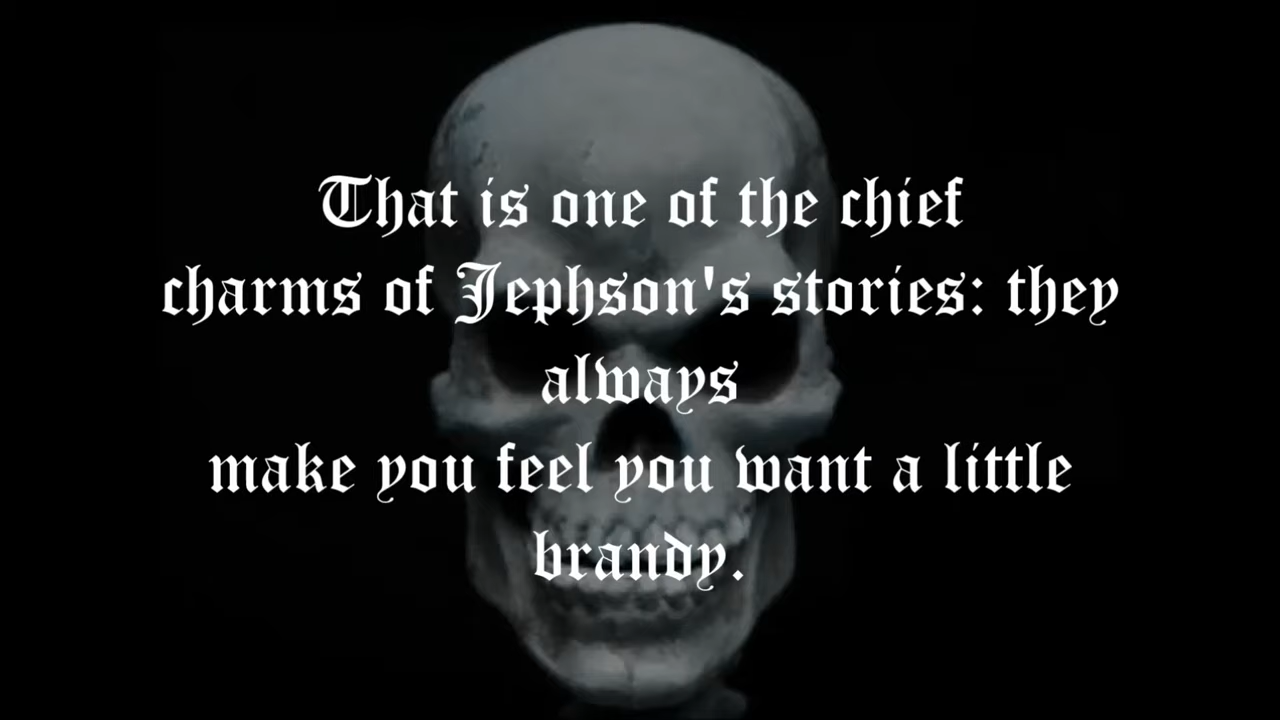 That is one of the chief
charms of Jephson's stories: they
always
make you feel you want a little
brandy.